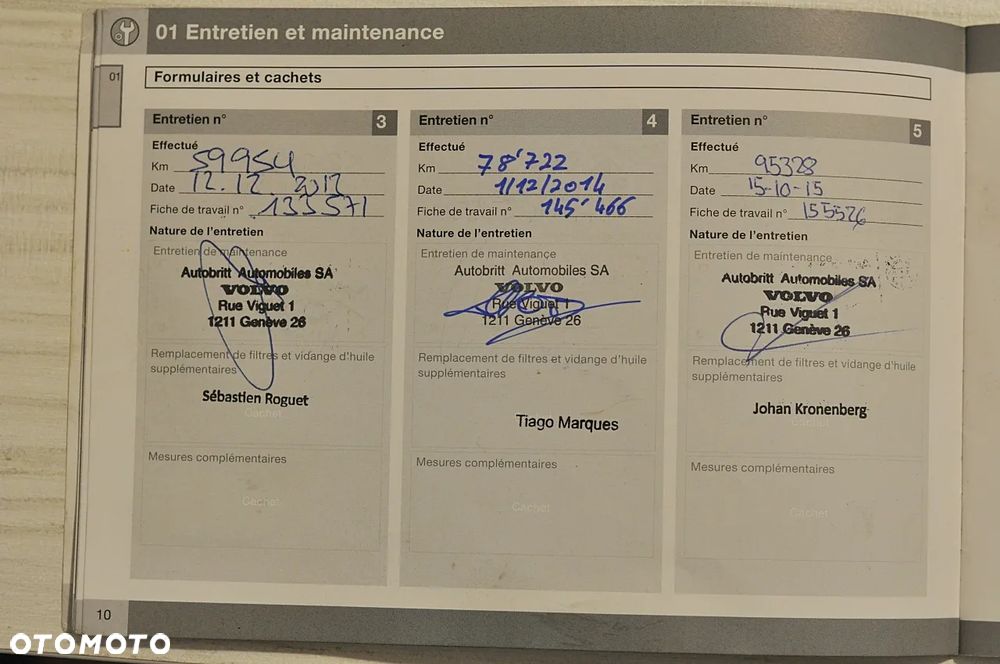 01 Entretien et maintenance
01
Formulaires et cachets
Entretien n° 3
Effectué
Km 59954
Date 12.12.2013
Fiche de travail n° 133571
Nature de l'entretien
Entretien de maintenance
Autobritt Automobiles SA
VOLVO
Rue Viguet 1
1211 Genève 26
Remplacement de filtres et vidange d'huile
supplémentaires
Sébastien Roguet
Cachet
Mesures complémentaires
Cachet
Entretien n° 4
Effectué
Km 78'722
Date 1/12/2014
Fiche de travail n° 145'466
Nature de l'entretien
Entretien de maintenance
Autobritt Automobiles SA
VOLVO
Rue Viguet 1
1211 Genève 26
Remplacement de filtres et vidange d'huile
supplémentaires
Tiago Marques
Mesures complémentaires
Cachet
Entretien n° 5
Effectué
Km 95328
Date 15-10-15
Fiche de travail n° 155526
Nature de l'entretien
Entretien de maintenance
Autobritt Automobiles SA
VOLVO
Rue Viguet 1
1211 Genève 26
Remplacement de filtres et vidange d'huile
supplémentaires
Johan Kronenberg
Cachet
Mesures complémentaires
Cachet
10
OTOMOTO